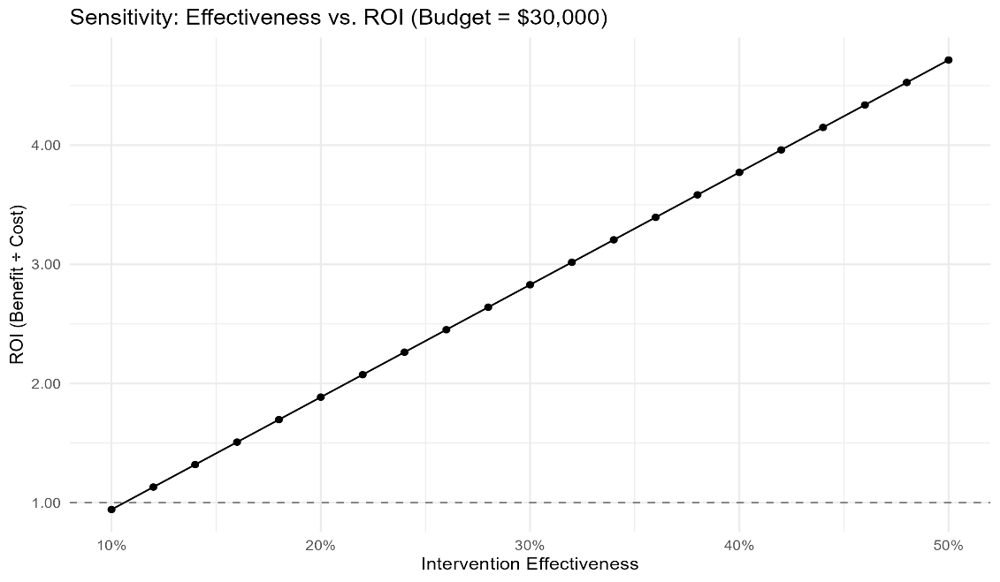 Sensitivity: Effectiveness vs. ROI (Budget = $30,000)
ROI (Benefit ÷ Cost)
4.00
3.00
2.00
1.00
10% 20% 30% 40% 50%
Intervention Effectiveness